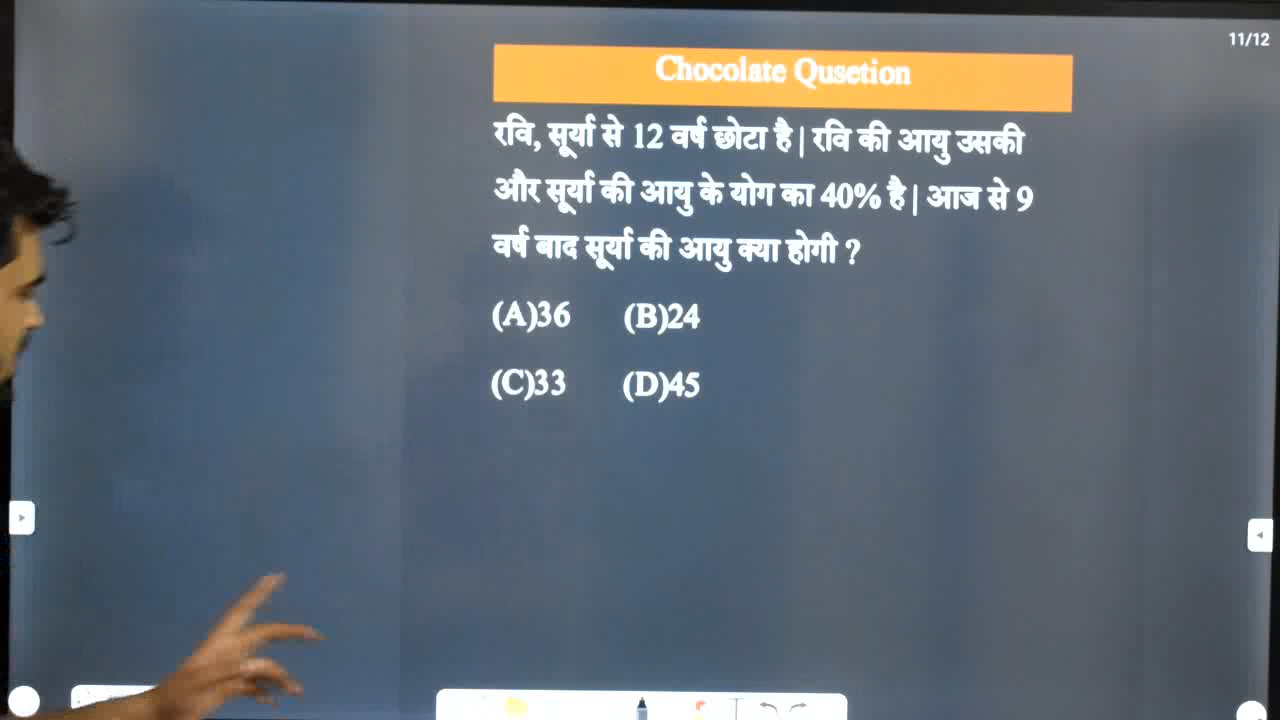 11/12
Chocolate Qusetion
रवि, सूर्या से 12 वर्ष छोटा है | रवि की आयु उसकी
और सूर्या की आयु के योग का 40% है | आज से 9
वर्ष बाद सूर्या की आयु क्या होगी ?
(A)36 (B)24
(C)33 (D)45